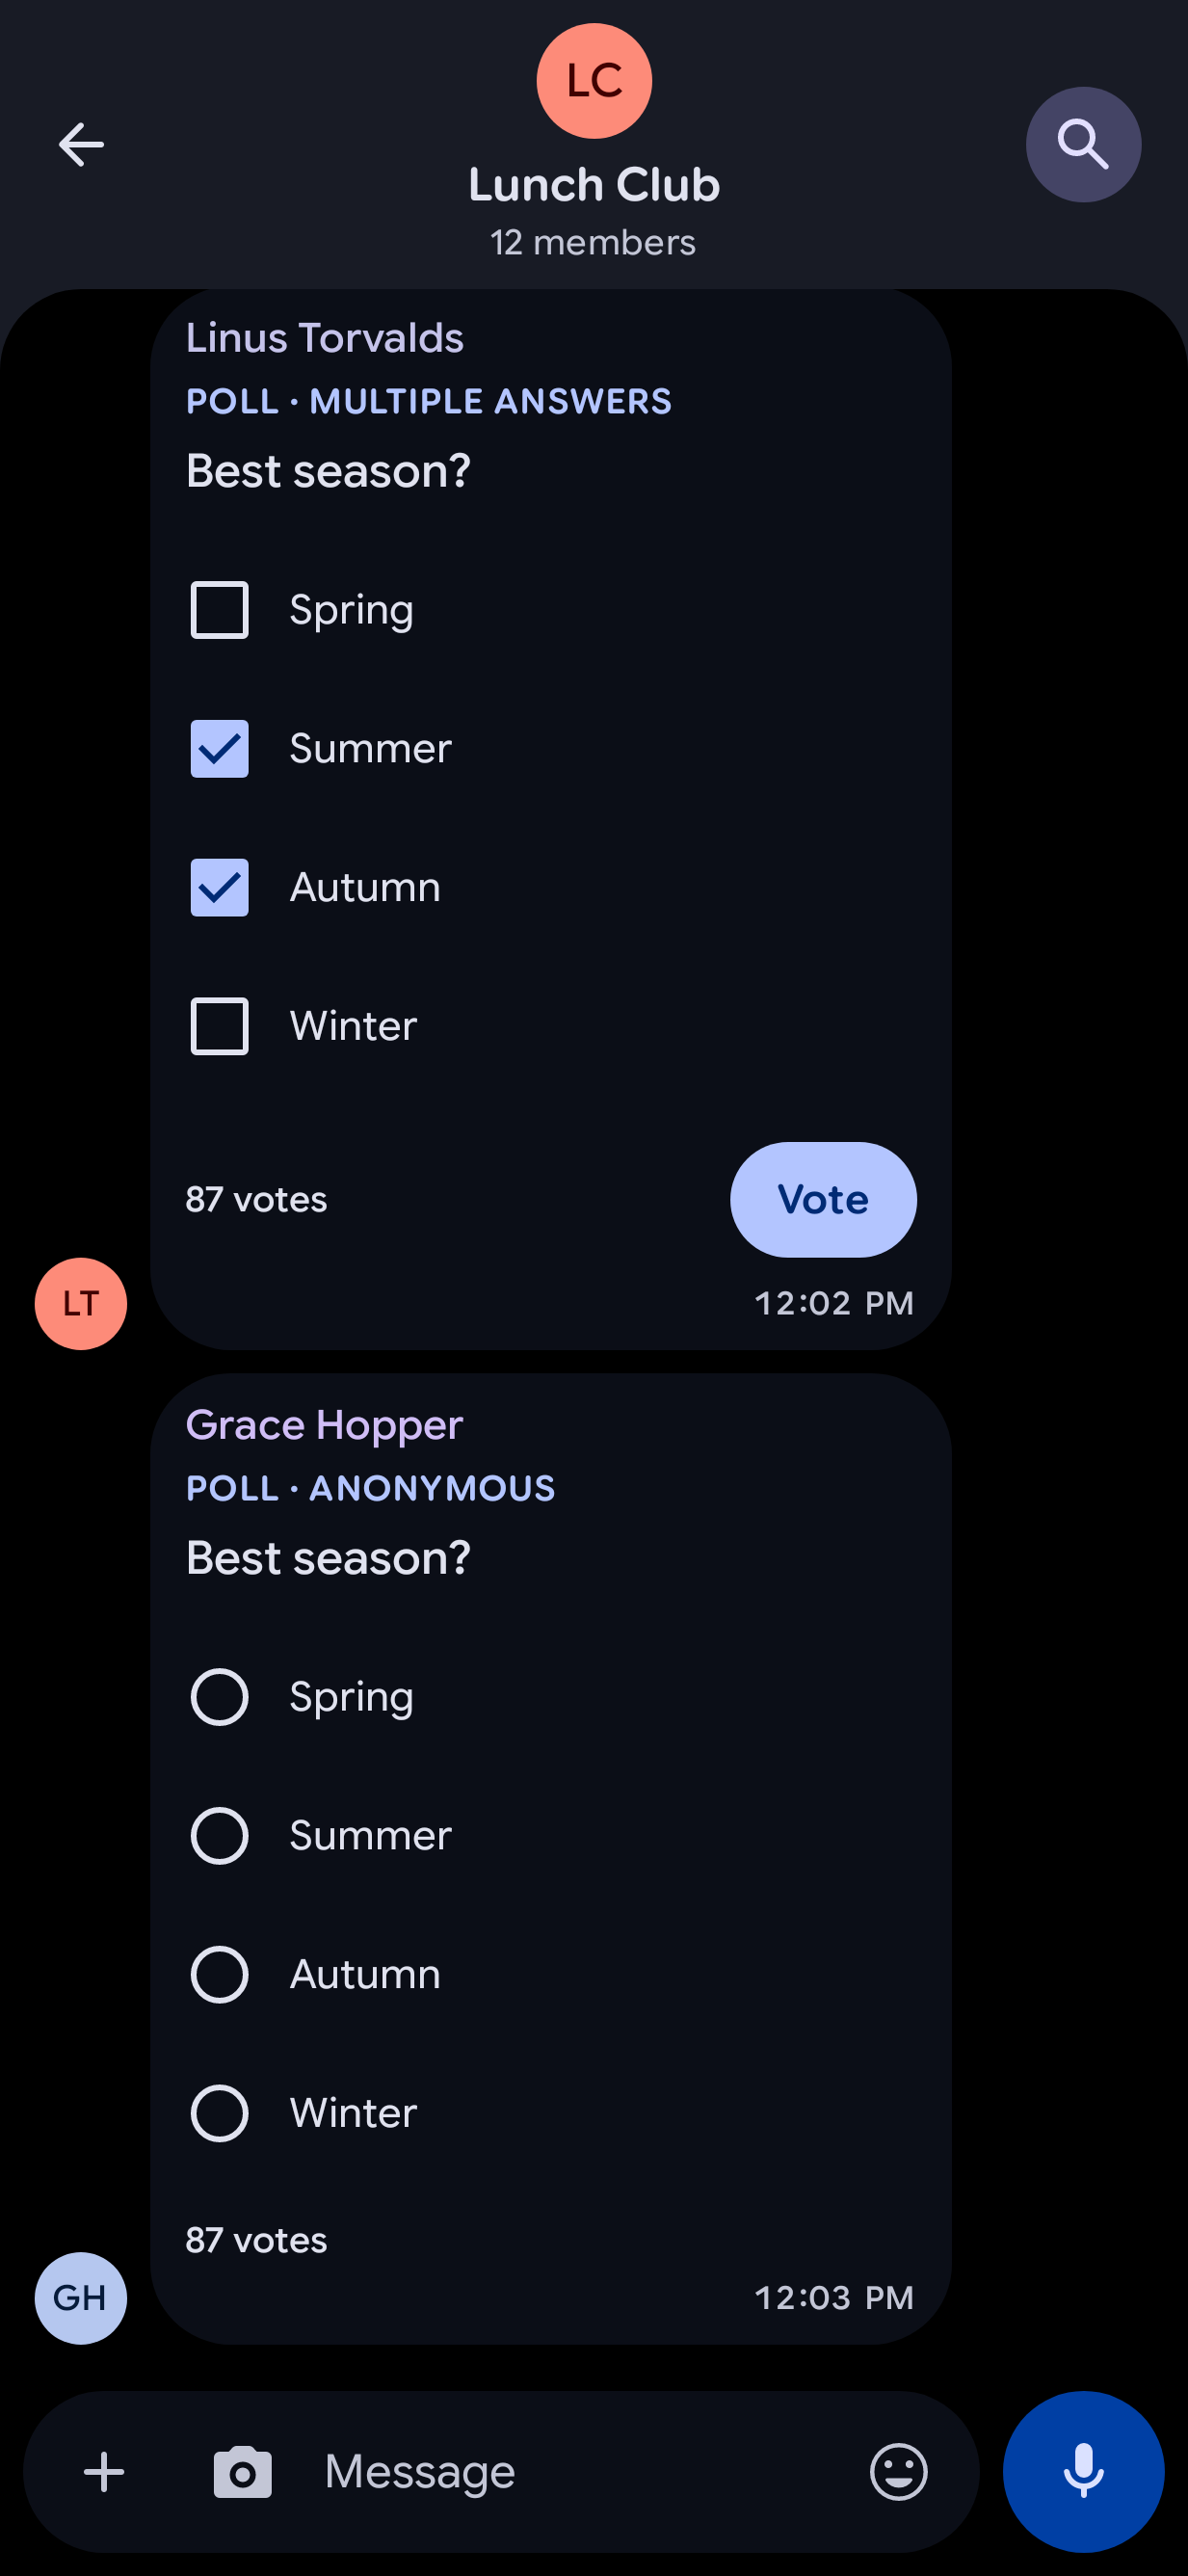 LC
Lunch Club
12 members
Linus Torvalds
POLL · MULTIPLE ANSWERS
Best season?
Spring
Summer
Autumn
Winter
87 votes
Vote
LT
12:02 PM
Grace Hopper
POLL · ANONYMOUS
Best season?
Spring
Summer
Autumn
Winter
87 votes
GH
12:03 PM
Message